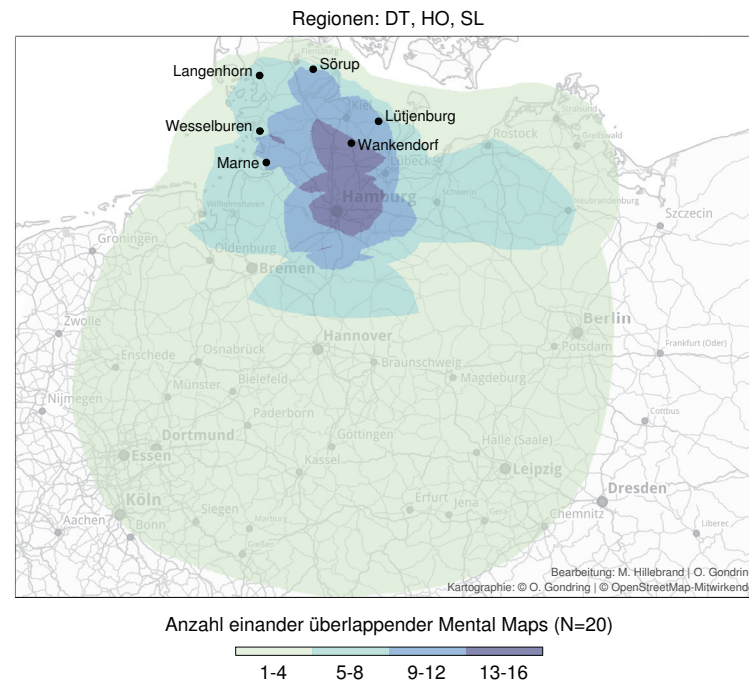 Regionen: DT, HO, SL
Flensburg
Langenhorn
Sörup
Kiel
Stralsund
Lütjenburg
Wesselburen
Rostock
Greifswald
Wankendorf
Marne
Lübeck
Schwerin
Wilhelmshaven
Hamburg
Neubrandenburg
Szczecin
Groningen
Oldenburg
Bremen
Zwolle
Berlin
Hannover
Frankfurt (Oder)
Potsdam
Enschede
Osnabrück
Braunschweig
Bielefeld
Magdeburg
Nijmegen
Münster
Paderborn
Cottbus
Dortmund
Göttingen
Halle (Saale)
Essen
Kassel
Leipzig
Dresden
Köln
Siegen
Erfurt
Jena
Gera
Chemnitz
Aachen
Bonn
Marburg
Liberec
Gießen
Bearbeitung: M. Hillebrand | O. Gondring
Kartographie: © O. Gondring | © OpenStreetMap-Mitwirkende
Anzahl einander überlappender Mental Maps (N=20)
1-4 5-8 9-12 13-16